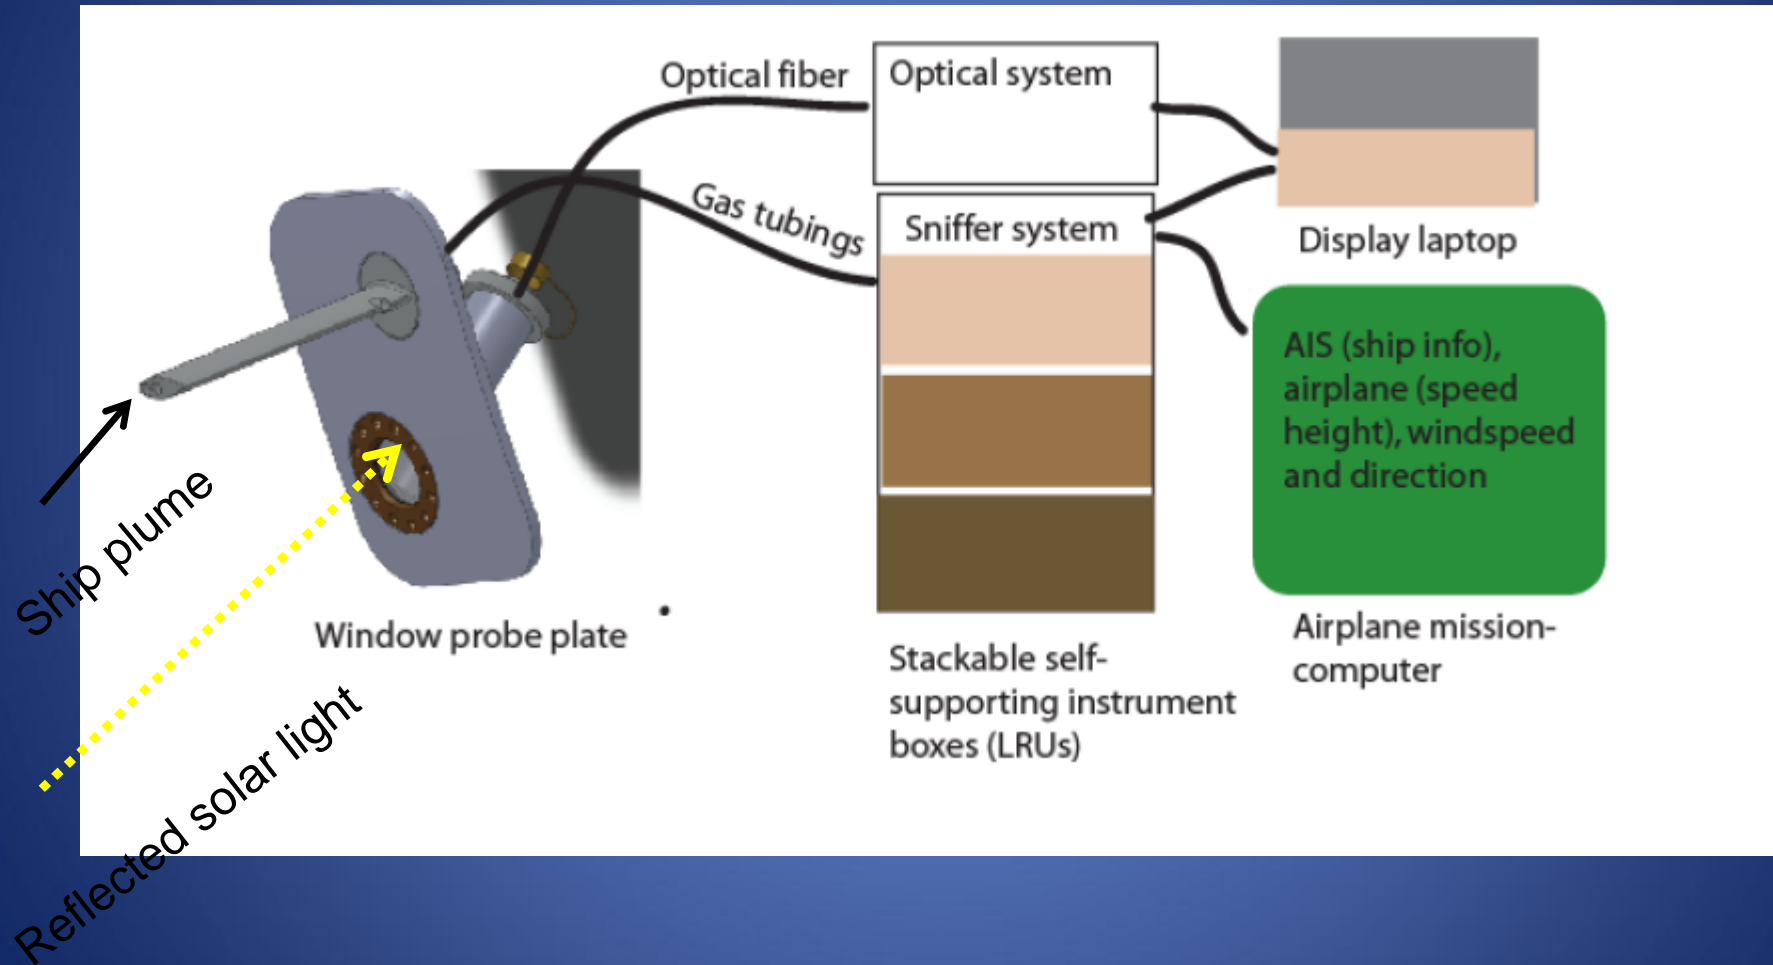 Optical fiber
Optical system
Gas tubings
Sniffer system
Display laptop
AIS (ship info),
airplane (speed
height), windspeed
and direction
Ship plume
Window probe plate
Reflected solar light
Stackable self-
supporting instrument
boxes (LRUs)
Airplane mission-
computer